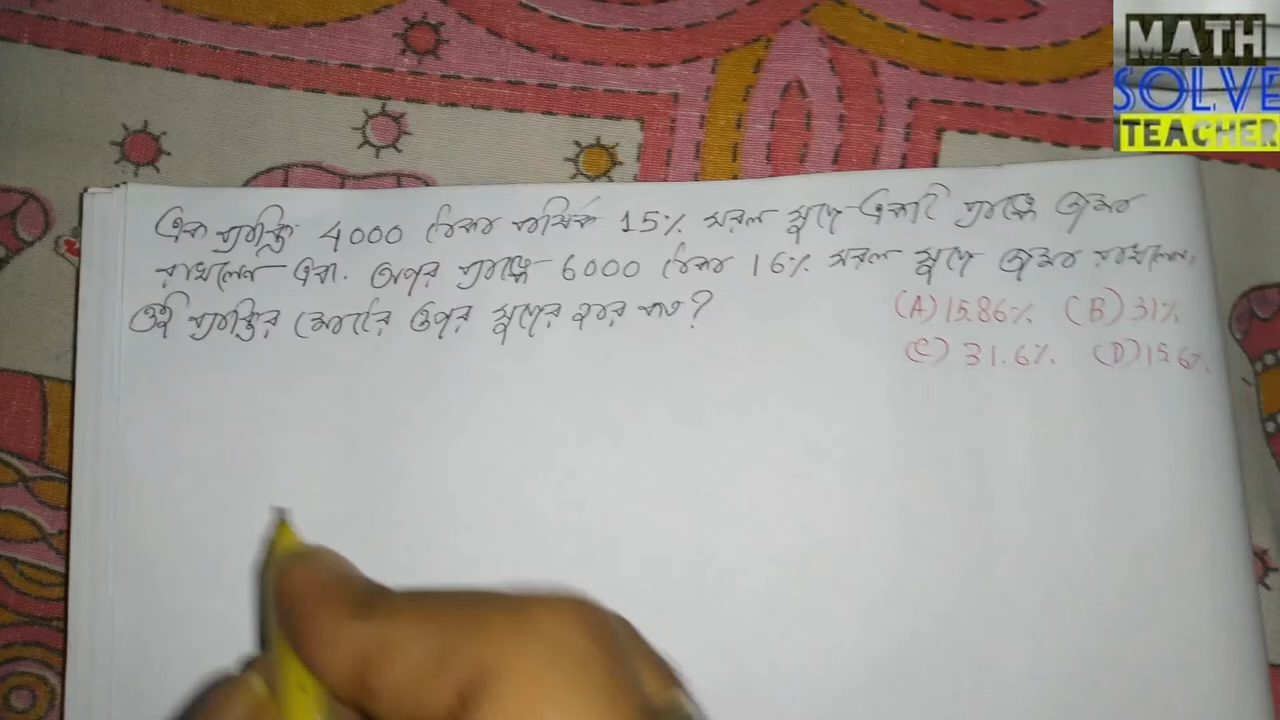 MATH
SOLVE
TEACHER
এক ব্যক্তি 4000 টাকা বার্ষিক 15% সরল সুদে একটি ব্যাঙ্কে জমা
রাখলেন এবং অপর ব্যাঙ্কে 6000 টাকা 16% সরল সুদে জমা রাখলেন,
ওই ব্যক্তির মোটের উপর সুদের হার কত?
(A) 15.86% (B) 31%
(C) 31.6% (D) 15.6%